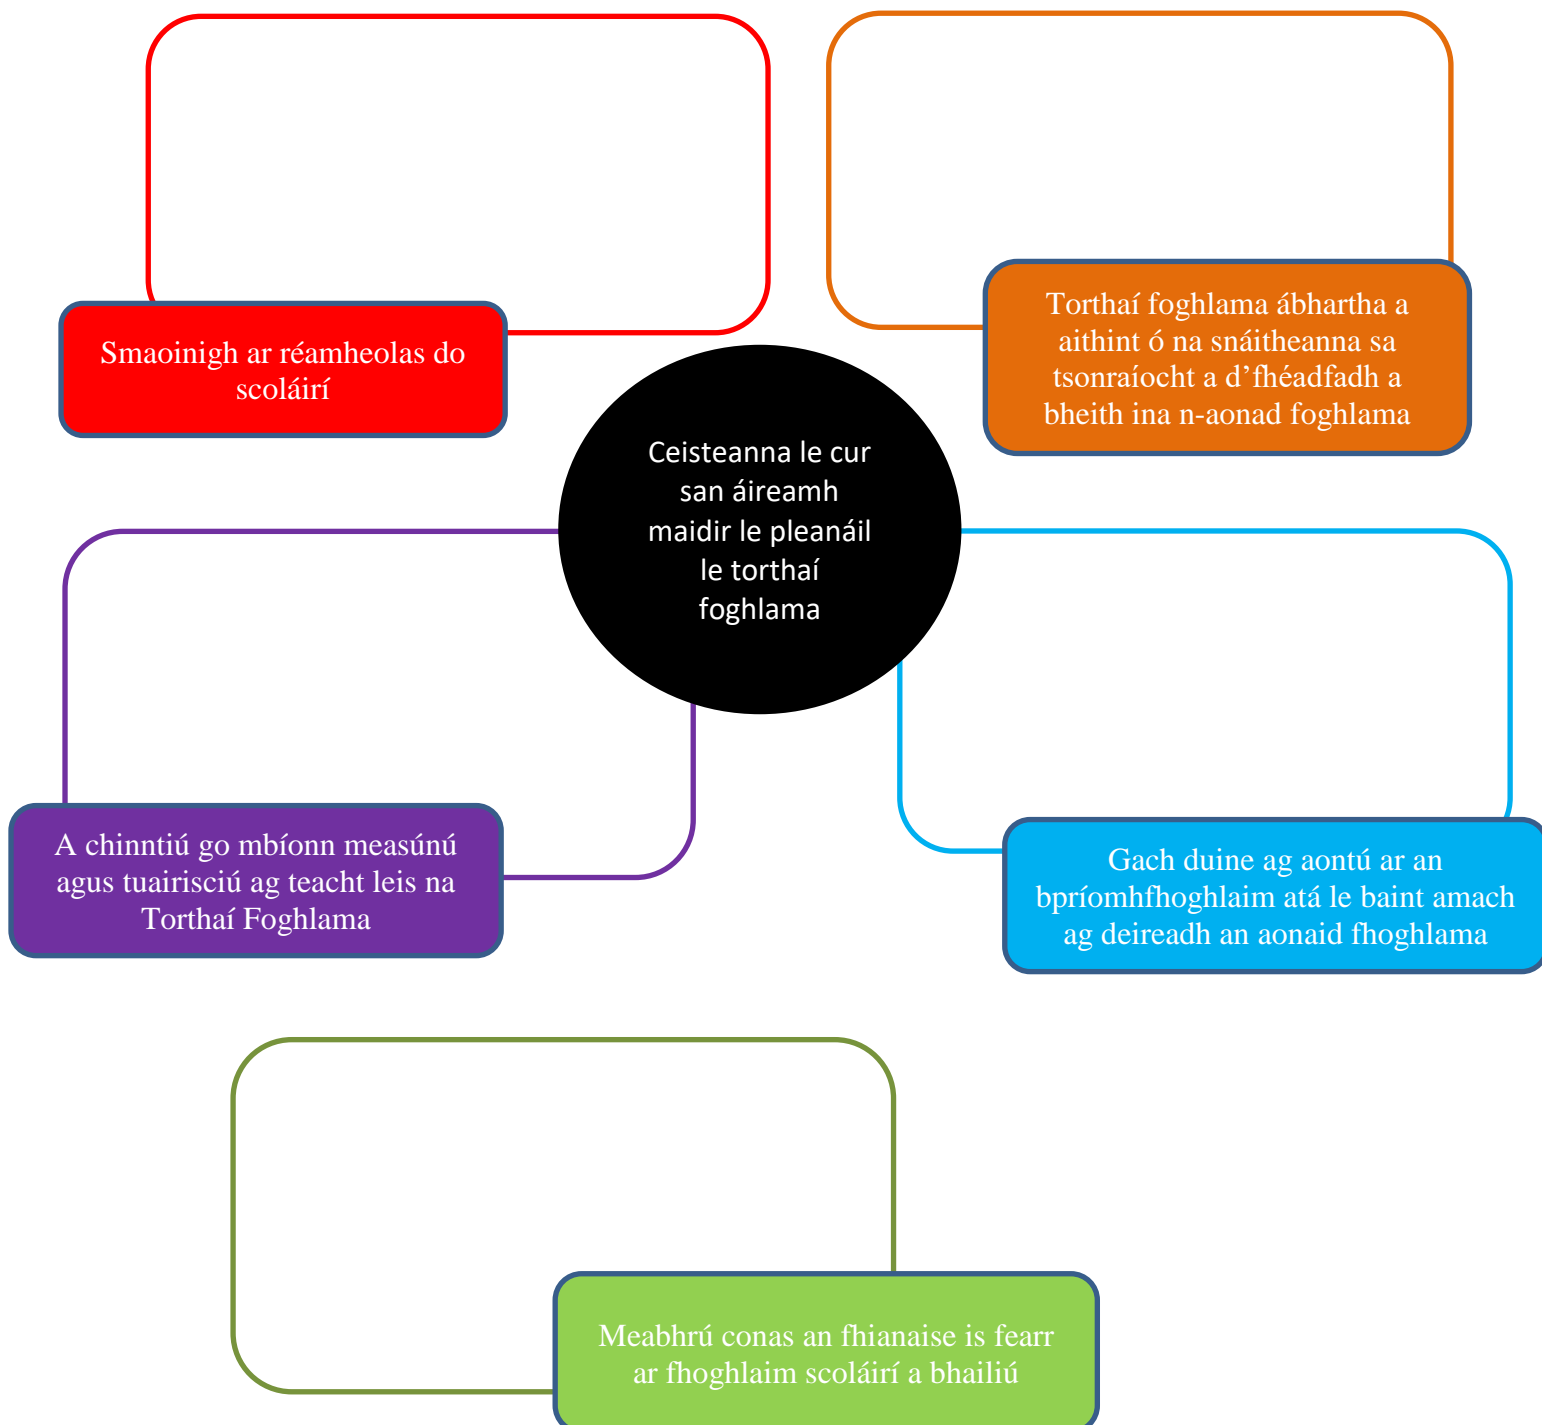 Smaoinigh ar réamheolas do
scoláirí
Torthaí foghlama ábhartha a
aithint ó na snáitheanna sa
tsonraíocht a d’fhéadfadh a
bheith ina n-aonad foghlama
Ceisteanna le cur
san áireamh
maidir le pleanáil
le torthaí
foghlama
A chinntiú go mbíonn measúnú
agus tuairisciú ag teacht leis na
Torthaí Foghlama
Gach duine ag aontú ar an
bpríomhfhoghlaim atá le baint amach
ag deireadh an aonaid fhoghlama
Meabhrú conas an fhianaise is fearr
ar fhoghlaim scoláirí a bhailiú